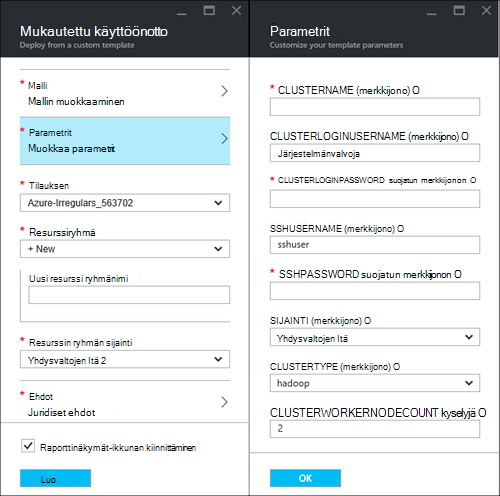 Mukautettu käyttöönotto
Deploy from a custom template
* Malli
Mallin muokkaaminen
* Parametrit
Muokkaa parametrit
* Tilauksen
Azure-Irregulars_563702
* Resurssiryhmä
+ New
Uusi resurssi ryhmänimi
* Resurssin ryhmän sijainti
Yhdysvaltojen Itä 2
* Ehdot
Juridiset ehdot
Raporttinäkymät-ikkunan kiinnittäminen
Luo
Parametrit
Customize your template parameters
* CLUSTERNAME (merkkijono) O
CLUSTERLOGINUSERNAME (merkkijono) O
Järjestelmänvalvoja
* CLUSTERLOGINPASSWORD suojatun merkkijonon O
SSHUSERNAME (merkkijono) O
sshuser
* SSHPASSWORD suojatun merkkijonon O
SIJAINTI (merkkijono) O
Yhdysvaltojen Itä
CLUSTERTYPE (merkkijono) O
hadoop
CLUSTERWORKERNODECOUNT kyselyjä O
2
OK